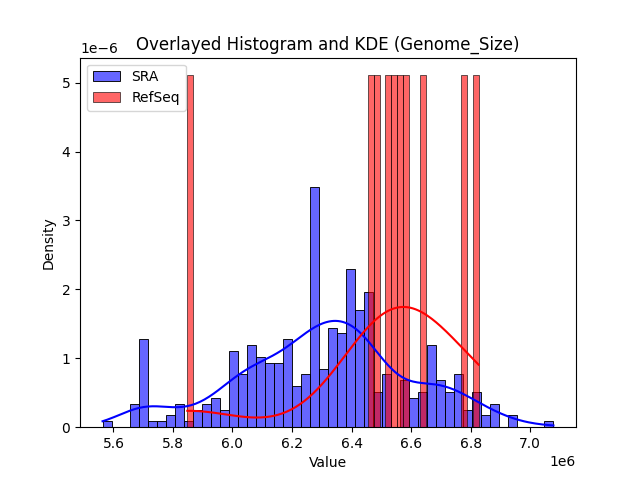 Overlayed Histogram and KDE (Genome_Size)
1e−6
SRA
RefSeq
5
4
3
2
1
0
Density
5.6 5.8 6.0 6.2 6.4 6.6 6.8 7.0
Value
1e6